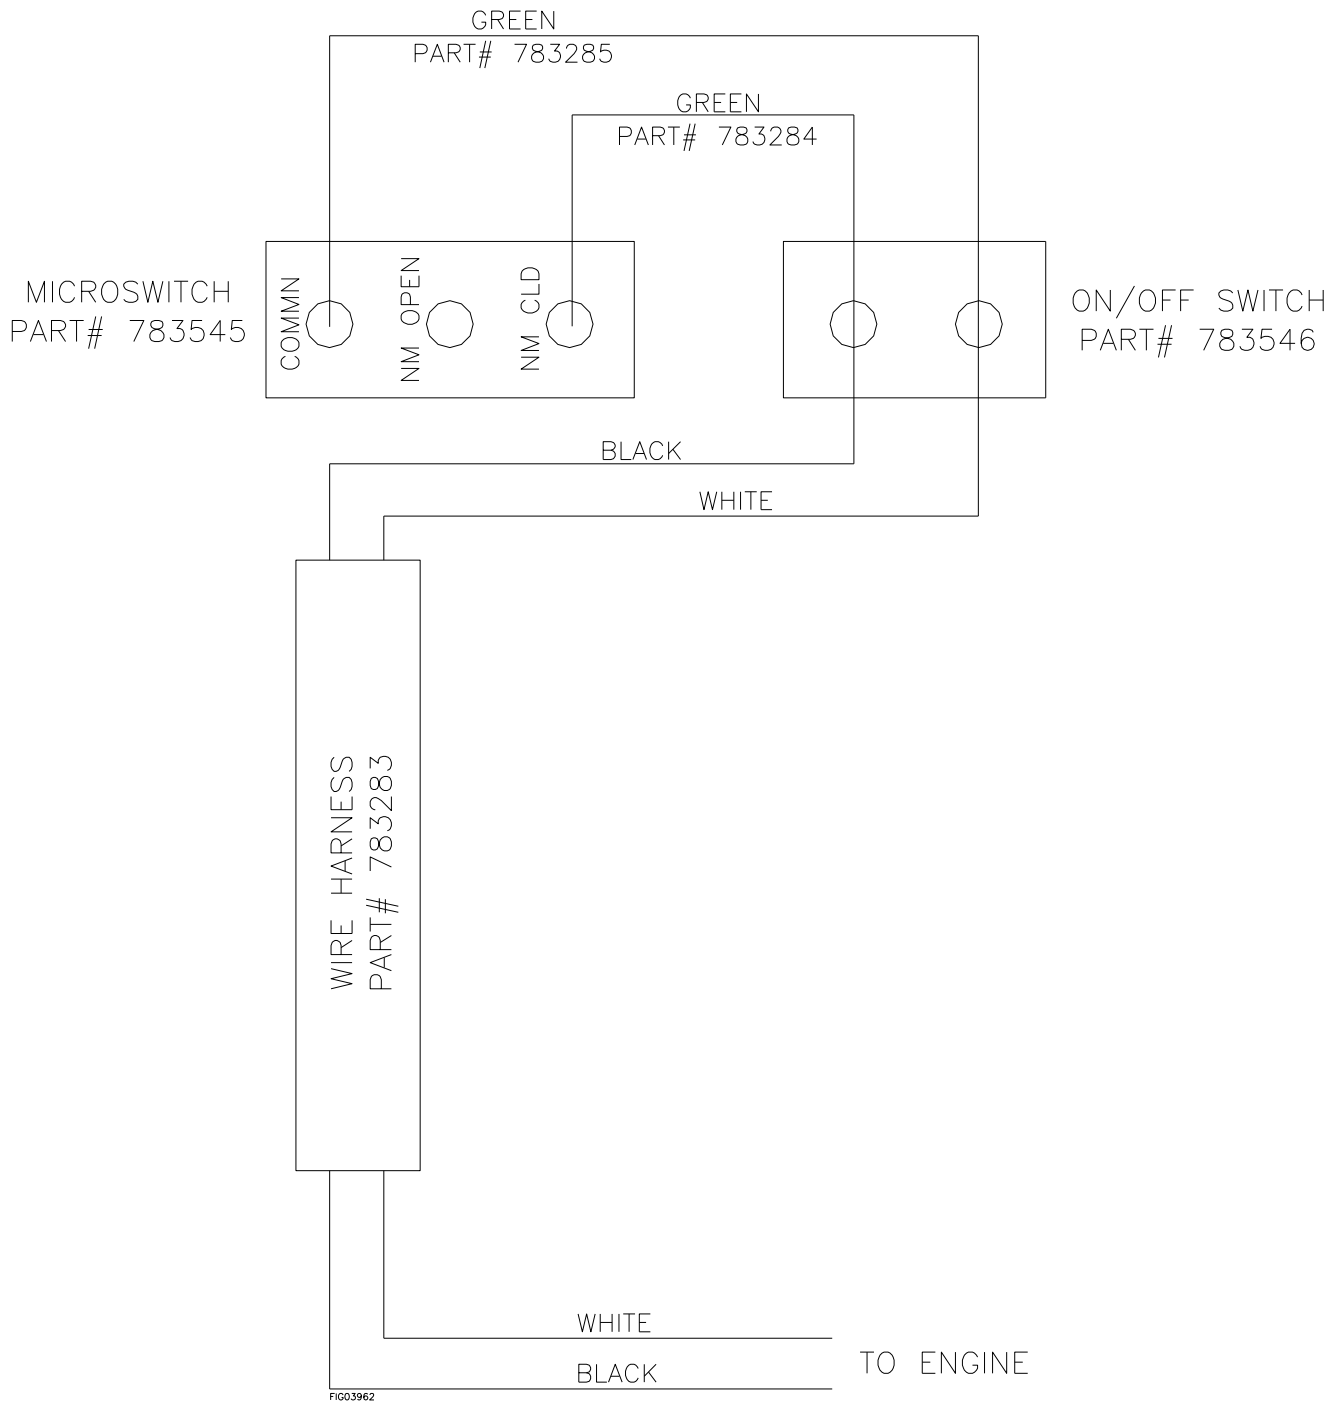 GREEN
PART# 783285
GREEN
PART# 783284
MICROSWITCH
PART# 783545
COMMN
NM OPEN
NM CLD
ON/OFF SWITCH
PART# 783546
BLACK
WHITE
WIRE HARNESS
PART# 783283
WHITE
BLACK
TO ENGINE
FIG03962